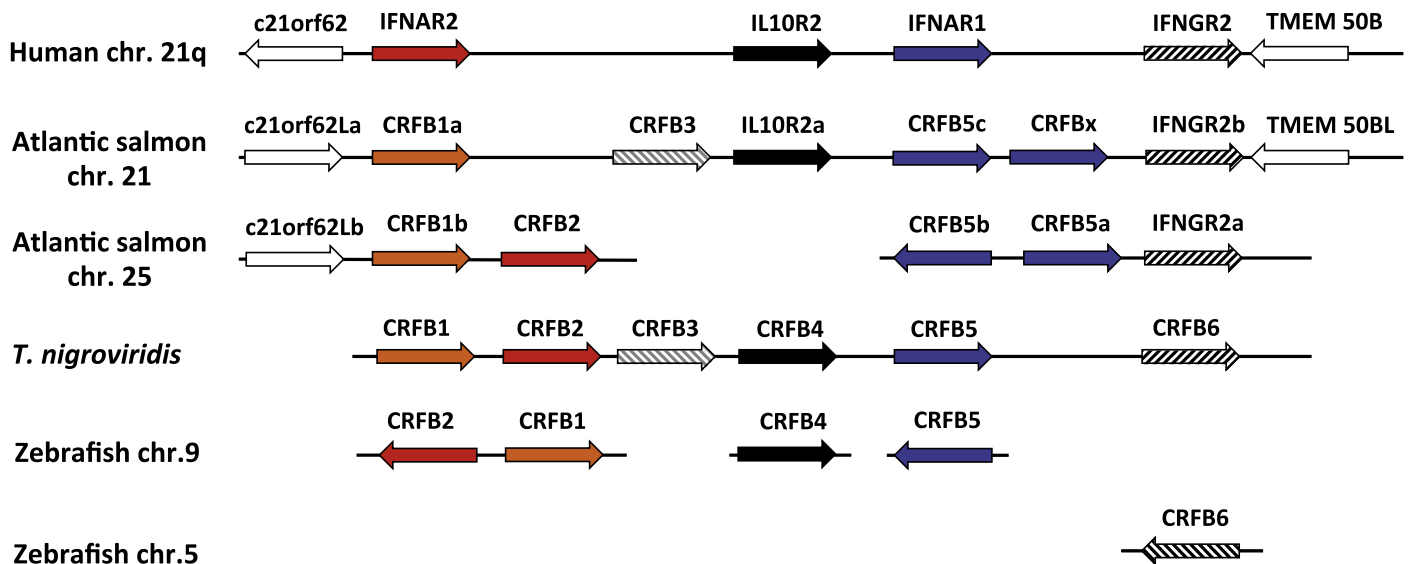 c21orf62 IFNAR2 IL10R2 IFNAR1 IFNGR2 TMEM 50B
Human chr. 21q
c21orf62La CRFB1a CRFB3 IL10R2a CRFB5c CRFBx IFNGR2b TMEM 50BL
Atlantic salmon
chr. 21
c21orf62Lb CRFB1b CRFB2 CRFB5b CRFB5a IFNGR2a
Atlantic salmon
chr. 25
CRFB1 CRFB2 CRFB3 CRFB4 CRFB5 CRFB6
T. nigroviridis
CRFB2 CRFB1 CRFB4 CRFB5
Zebrafish chr.9
CRFB6
Zebrafish chr.5